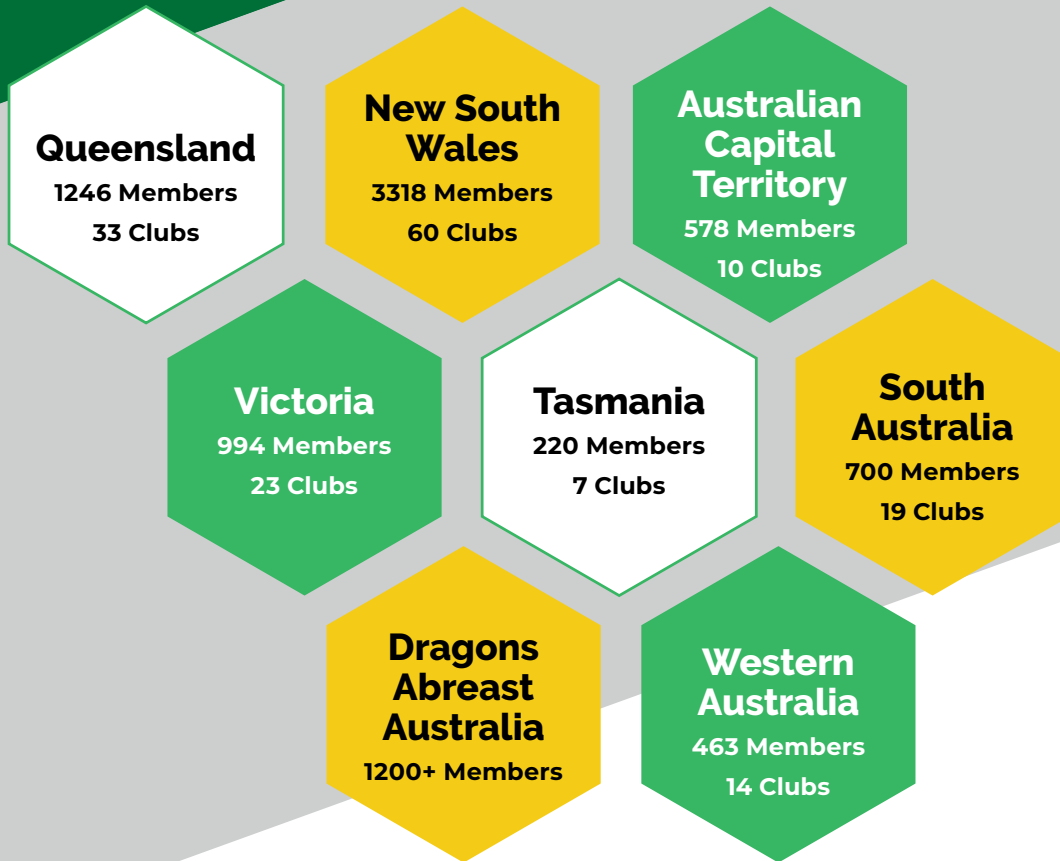 Queensland
1246 Members
33 Clubs
New South
Wales
3318 Members
60 Clubs
Australian
Capital
Territory
578 Members
10 Clubs
Victoria
994 Members
23 Clubs
Tasmania
220 Members
7 Clubs
South
Australia
700 Members
19 Clubs
Dragons
Abreast
Australia
1200+ Members
Western
Australia
463 Members
14 Clubs